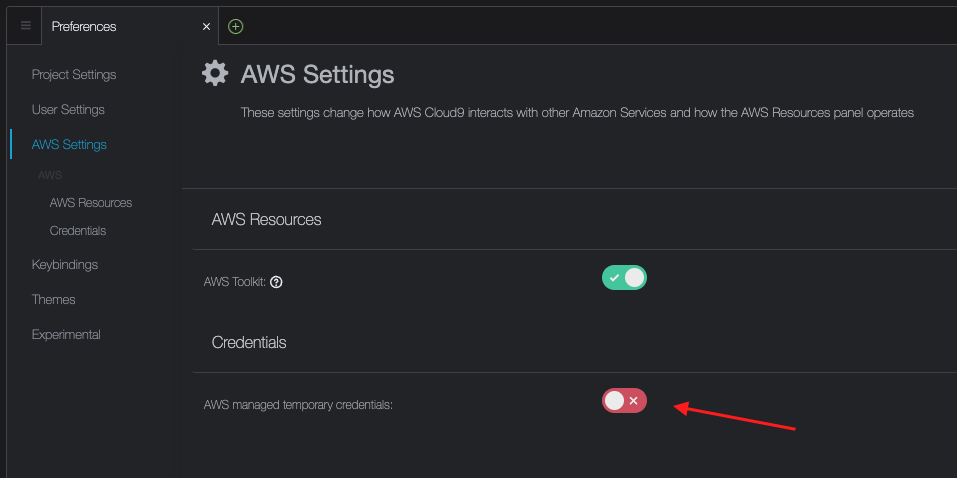 Preferences
Project Settings
User Settings
AWS Settings
AWS
AWS Resources
Credentials
Keybindings
Themes
Experimental
AWS Settings
These settings change how AWS Cloud9 interacts with other Amazon Services and how the AWS Resources panel operates
AWS Resources
AWS Toolkit:
Credentials
AWS managed temporary credentials: